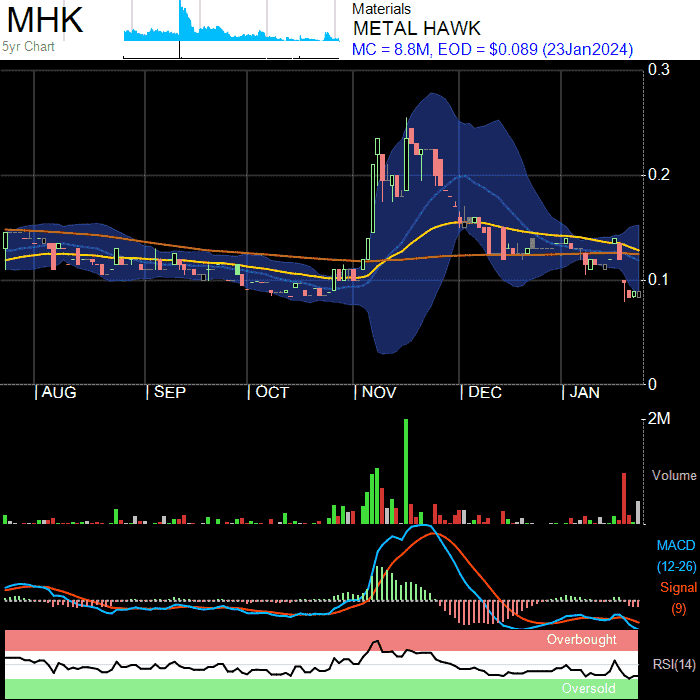 MHK
5yr Chart
Materials
METAL HAWK
MC = 8.8M, EOD = $0.089 (23Jan2024)
0.3
0.2
0.1
0
| AUG | SEP | OCT | NOV | DEC | JAN
2M
Volume
MACD
(12-26)
Signal
(9)
Overbought
RSI(14)
Oversold